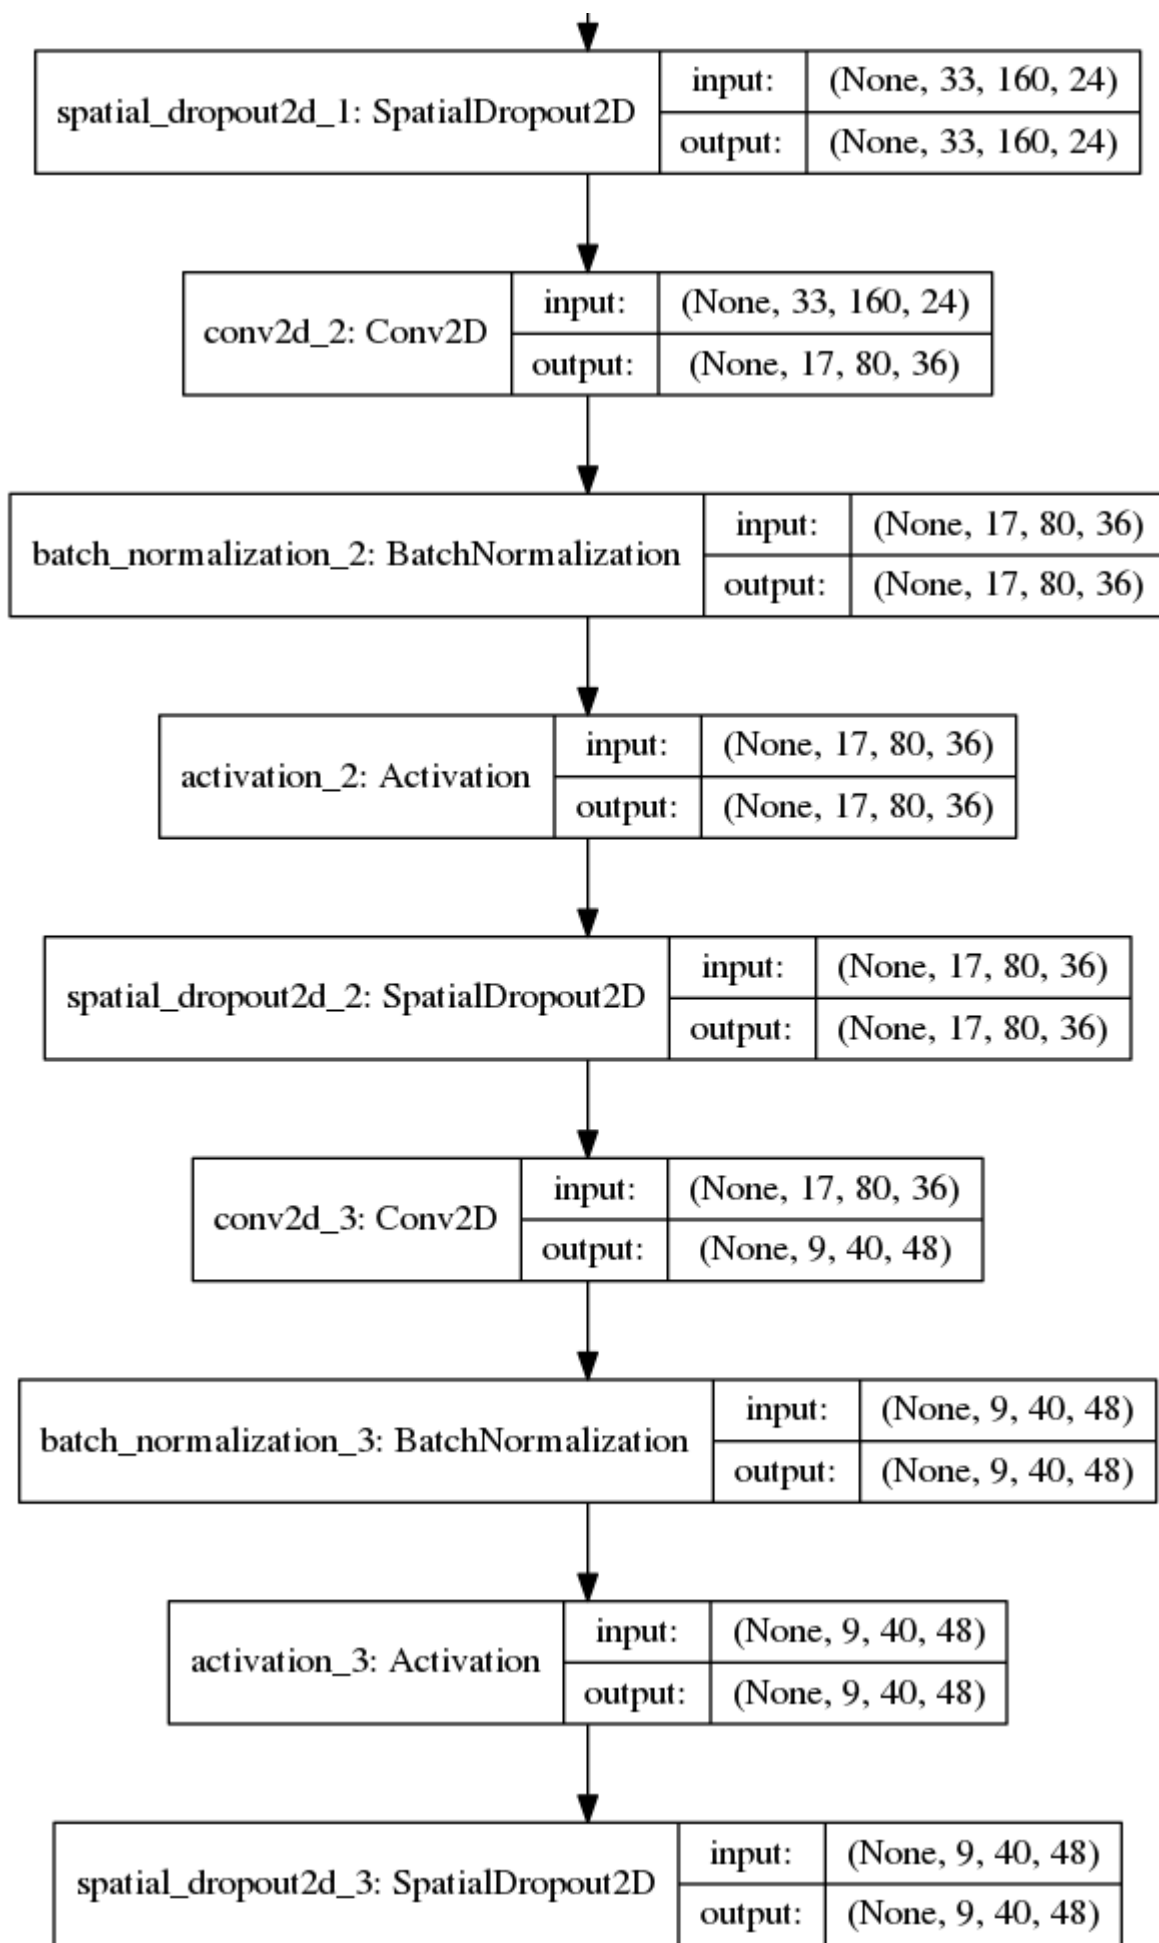 spatial_dropout2d_1: SpatialDropout2D
input: (None, 33, 160, 24)
output: (None, 33, 160, 24)
conv2d_2: Conv2D
input: (None, 33, 160, 24)
output: (None, 17, 80, 36)
batch_normalization_2: BatchNormalization
input: (None, 17, 80, 36)
output: (None, 17, 80, 36)
activation_2: Activation
input: (None, 17, 80, 36)
output: (None, 17, 80, 36)
spatial_dropout2d_2: SpatialDropout2D
input: (None, 17, 80, 36)
output: (None, 17, 80, 36)
conv2d_3: Conv2D
input: (None, 17, 80, 36)
output: (None, 9, 40, 48)
batch_normalization_3: BatchNormalization
input: (None, 9, 40, 48)
output: (None, 9, 40, 48)
activation_3: Activation
input: (None, 9, 40, 48)
output: (None, 9, 40, 48)
spatial_dropout2d_3: SpatialDropout2D
input: (None, 9, 40, 48)
output: (None, 9, 40, 48)